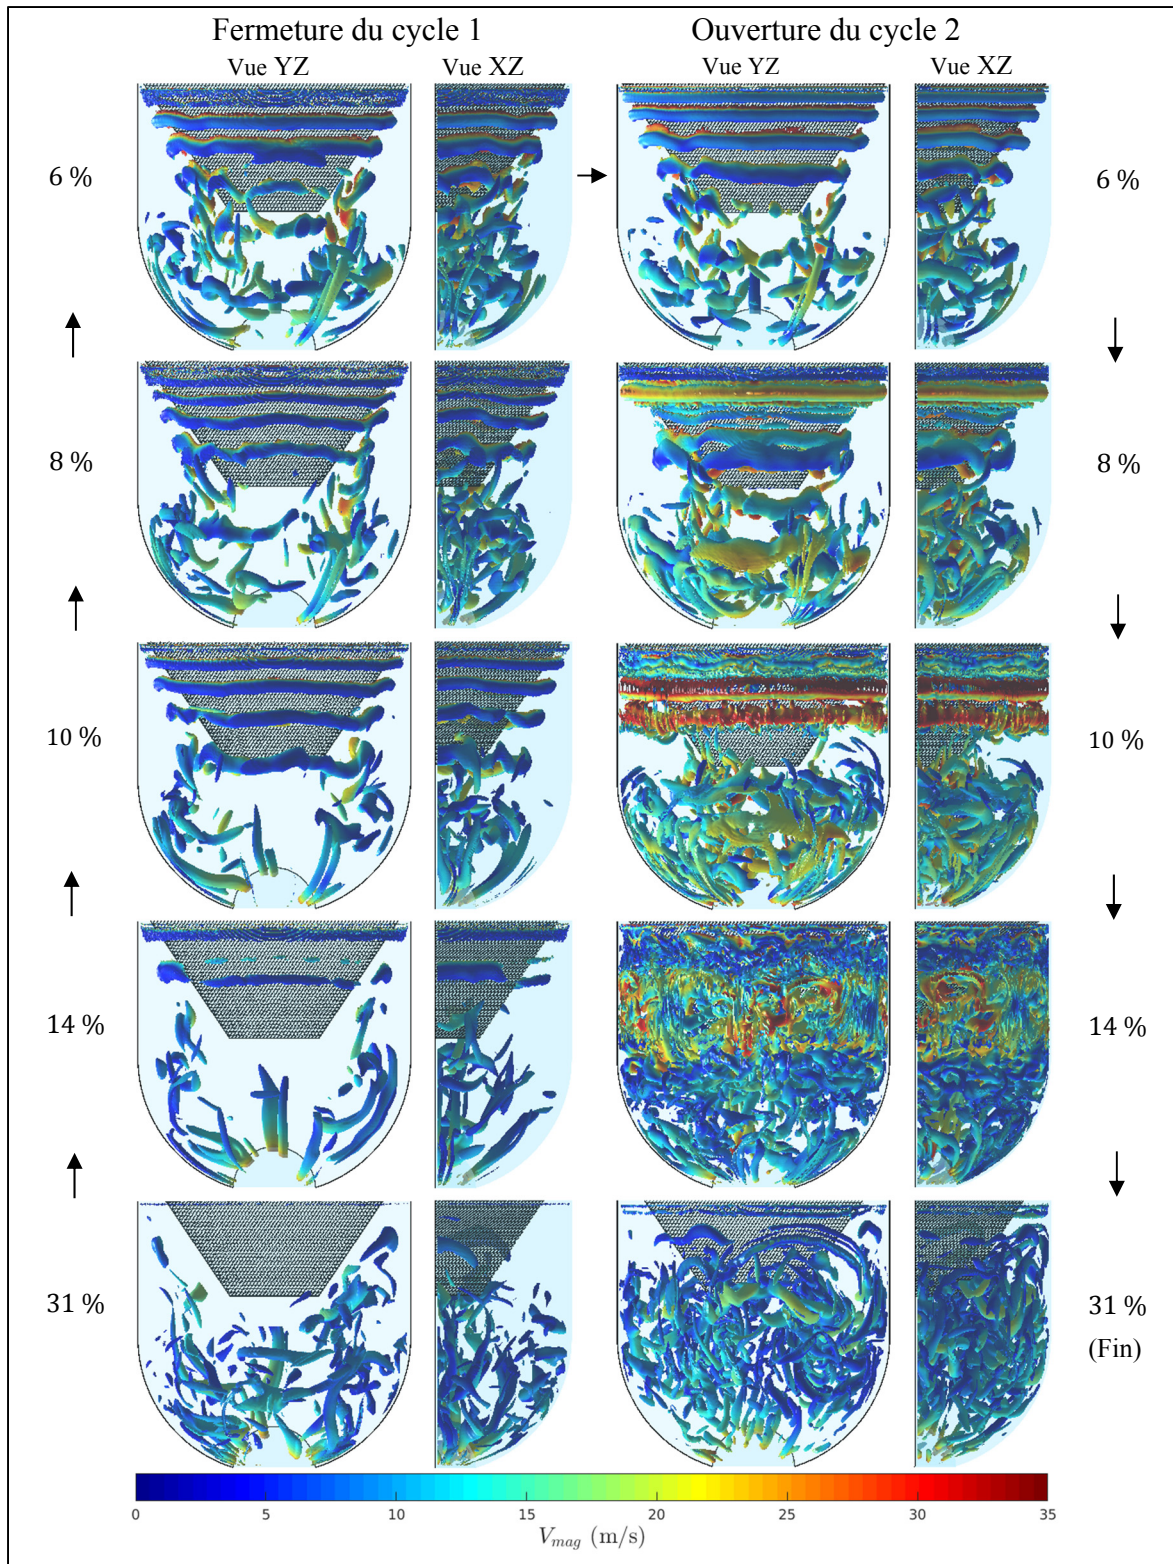 Fermeture du cycle 1
Ouverture du cycle 2
Vue YZ
Vue XZ
Vue YZ
Vue XZ
6 %
6 %
8 %
8 %
10 %
10 %
14 %
14 %
31 %
31 %
(Fin)
0 5 10 15 20 25 30 35
V_mag (m/s)